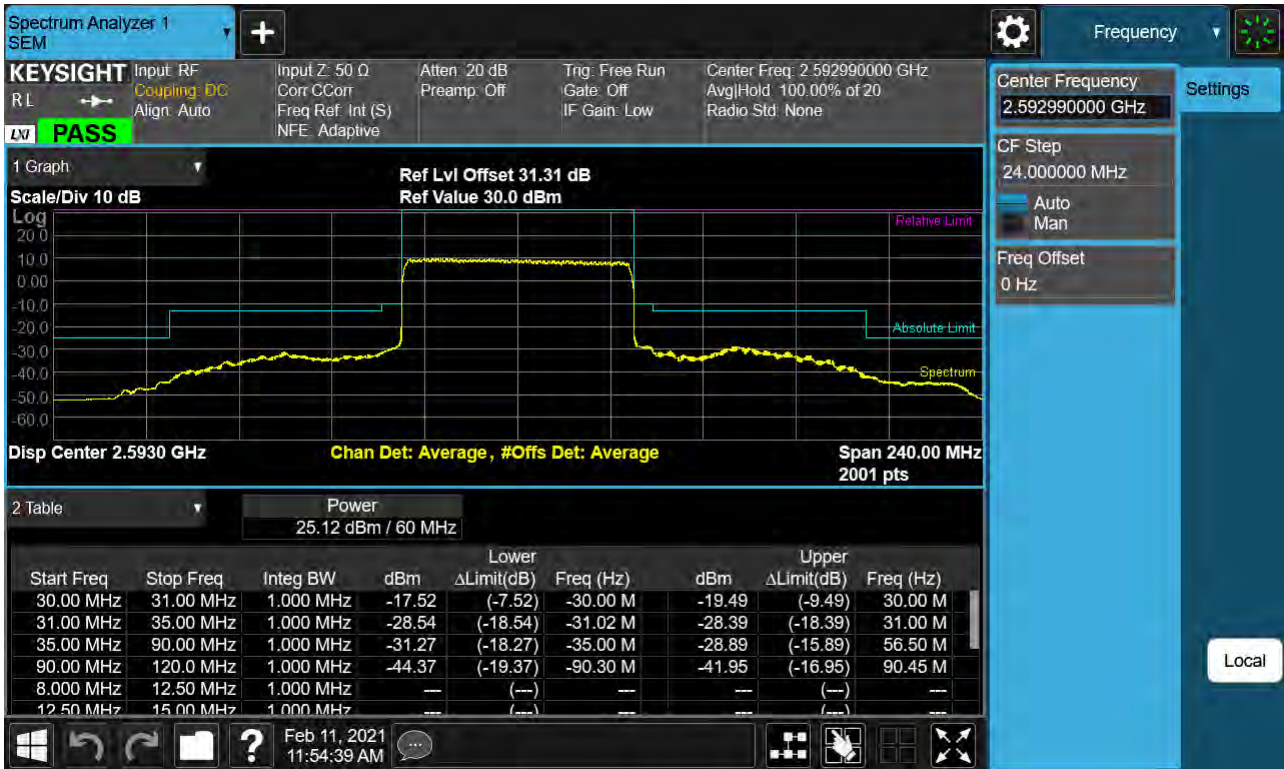 Spectrum Analyzer 1
SEM
Frequency
KEYSIGHT
R L
LXI
PASS
Input: RF
Coupling: DC
Align: Auto
Input Z: 50 Ω
Corr CCorr
Freq Ref: Int (S)
NFE: Adaptive
Atten: 20 dB
Preamp: Off
Trig: Free Run
Gate: Off
IF Gain: Low
Center Freq: 2.592990000 GHz
Avg|Hold: 100.00% of 20
Radio Std: None
Center Frequency
2.592990000 GHz
Settings
CF Step
24.000000 MHz
Auto
Man
Freq Offset
0 Hz
Local
1 Graph
Ref Lvl Offset 31.31 dB
Scale/Div 10 dB
Ref Value 30.0 dBm
Log
20.0
10.0
0.00
-10.0
-20.0
-30.0
-40.0
-50.0
-60.0
Relative Limit
Absolute Limit
Spectrum
Disp Center 2.5930 GHz
Chan Det: Average, #Offs Det: Average
Span 240.00 MHz
2001 pts
2 Table
Power
25.12 dBm / 60 MHz
Lower Upper
Start Freq Stop Freq Integ BW dBm ΔLimit(dB) Freq (Hz) dBm ΔLimit(dB) Freq (Hz)
30.00 MHz 31.00 MHz 1.000 MHz -17.52 (-7.52) -30.00 M -19.49 (-9.49) 30.00 M
31.00 MHz 35.00 MHz 1.000 MHz -28.54 (-18.54) -31.02 M -28.39 (-18.39) 31.00 M
35.00 MHz 90.00 MHz 1.000 MHz -31.27 (-18.27) -35.00 M -28.89 (-15.89) 56.50 M
90.00 MHz 120.0 MHz 1.000 MHz -44.37 (-19.37) -90.30 M -41.95 (-16.95) 90.45 M
8.000 MHz 12.50 MHz 1.000 MHz --- (---) --- --- (---) ---
12.50 MHz 15.00 MHz 1.000 MHz --- (---) --- --- (---) ---
Feb 11, 2021
11:54:39 AM